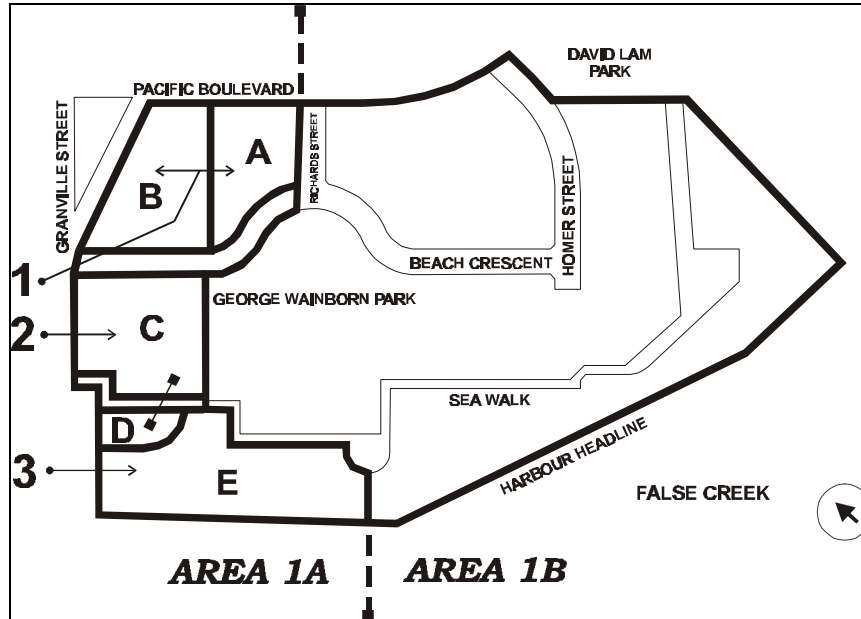 DAVID LAM
PARK
PACIFIC BOULEVARD
GRANVILLE STREET
A
B
RICHARDS STREET
HOMER STREET
BEACH CRESCENT
1
GEORGE WAINBORN PARK
2
C
SEA WALK
D
3
E
HARBOUR HEADLINE
FALSE CREEK
AREA 1A
AREA 1B